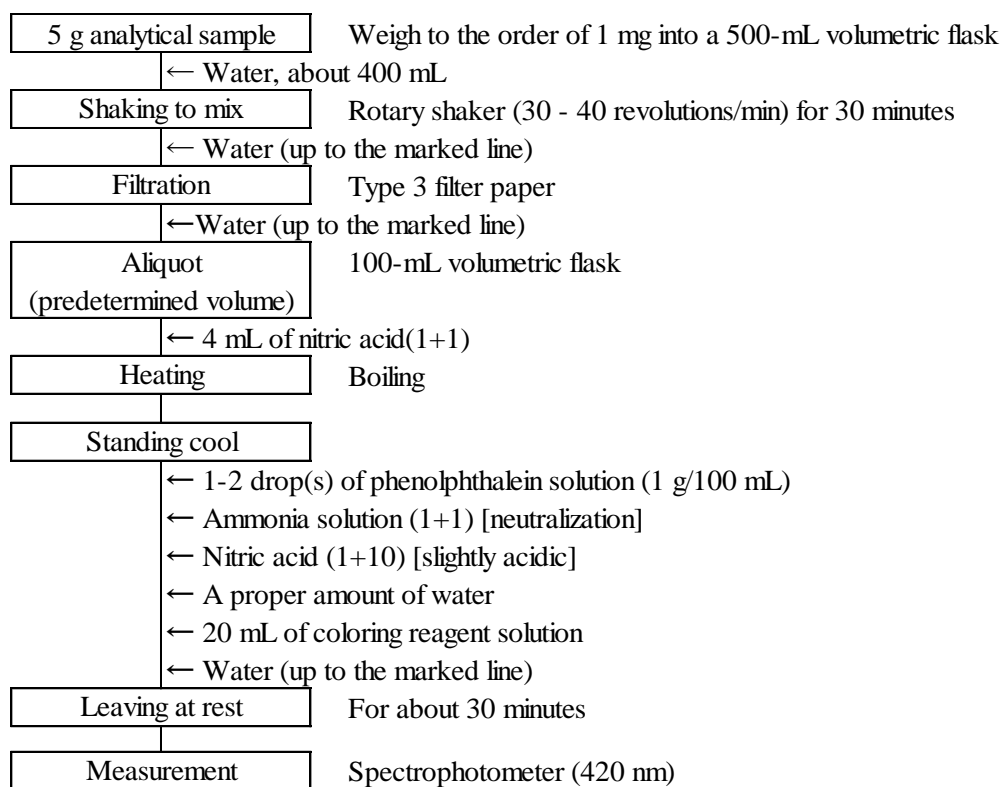 5 g analytical sample Weigh to the order of 1 mg into a 500-mL volumetric flask
← Water, about 400 mL
Shaking to mix Rotary shaker (30 - 40 revolutions/min) for 30 minutes
← Water (up to the marked line)
Filtration Type 3 filter paper
←Water (up to the marked line)
Aliquot 100-mL volumetric flask
(predetermined volume)
← 4 mL of nitric acid(1+1)
Heating Boiling
Standing cool
← 1-2 drop(s) of phenolphthalein solution (1 g/100 mL)
← Ammonia solution (1+1) [neutralization]
← Nitric acid (1+10) [slightly acidic]
← A proper amount of water
← 20 mL of coloring reagent solution
← Water (up to the marked line)
Leaving at rest For about 30 minutes
Measurement Spectrophotometer (420 nm)